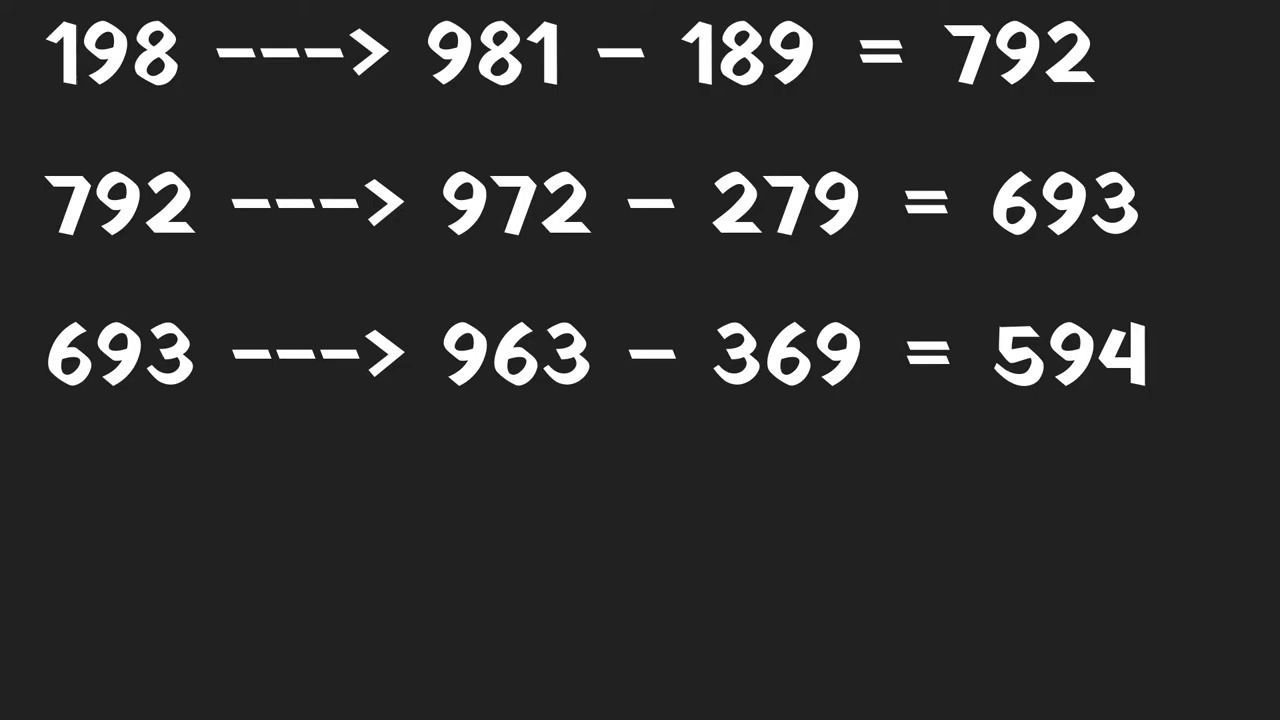 198 ---> 981 - 189 = 792
792 ---> 972 - 279 = 693
693 ---> 963 - 369 = 594